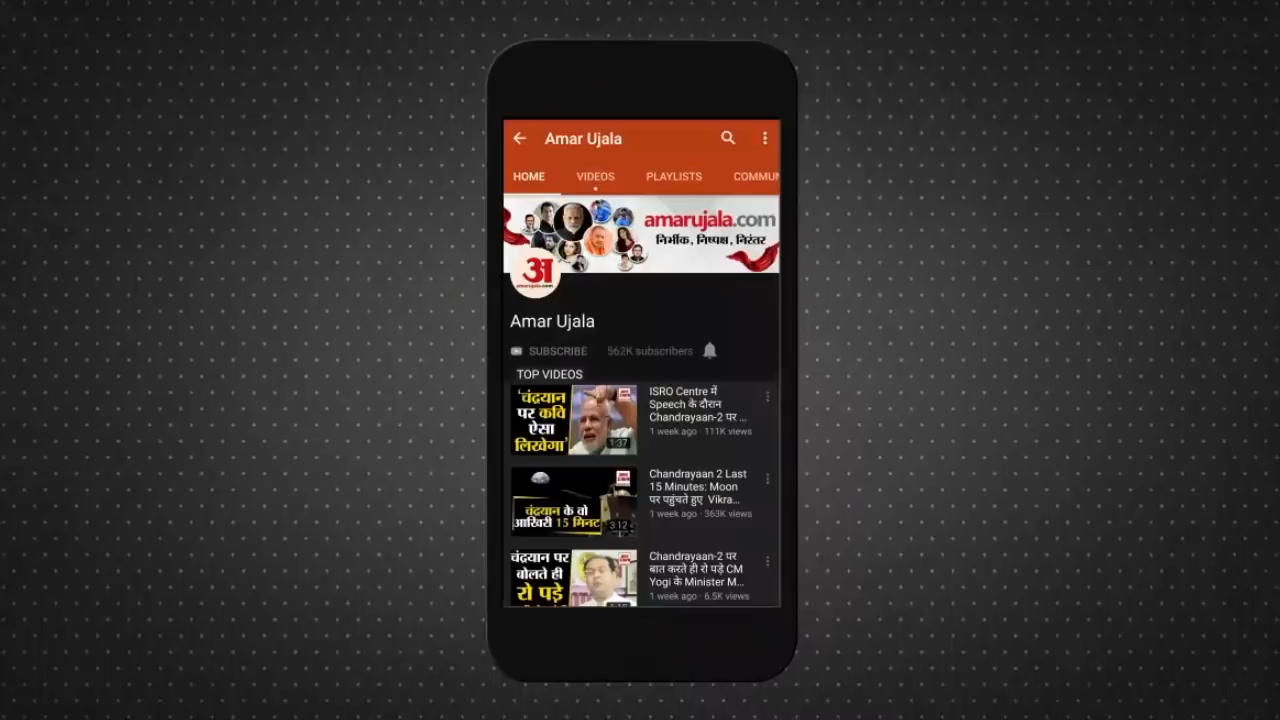 Amar Ujala
HOME VIDEOS PLAYLISTS COMMUN
amarujala.com
निर्भीक, निष्पक्ष, निरंतर
अ
amarujala.com
Amar Ujala
SUBSCRIBE 562K subscribers
TOP VIDEOS
'चंद्रयान
पर कवि
ऐसा
लिखेगा'
1:37
ISRO Centre में
Speech के दौरान
Chandrayaan-2 पर ...
1 week ago · 111K views
चंद्रयान के वो
आखिरी 15 मिनट
3:12
Chandrayaan 2 Last
15 Minutes: Moon
पर पहुंचते हुए Vikra...
1 week ago · 363K views
चंद्रयान पर
बोलते ही
रो पड़े
Chandrayaan-2 पर
बात करते ही रो पड़े CM
Yogi के Minister M...
1 week ago · 6.5K views